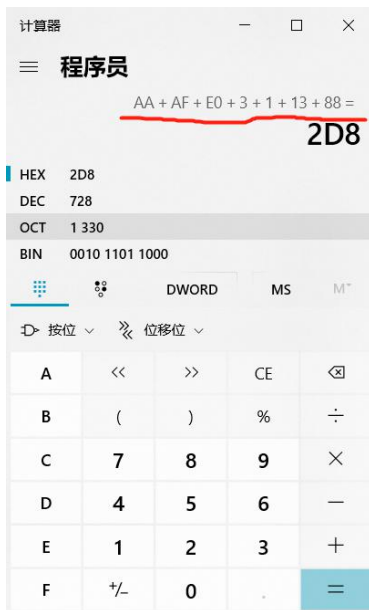 计算器
程序员
AA + AF + E0 + 3 + 1 + 13 + 88 =
2D8
HEX 2D8
DEC 728
OCT 1 330
BIN 0010 1101 1000
DWORD MS M⁺
按位 位移位
A << >> CE
B ( ) % ÷
C 7 8 9 ×
D 4 5 6 −
E 1 2 3 +
F +/− 0 . =